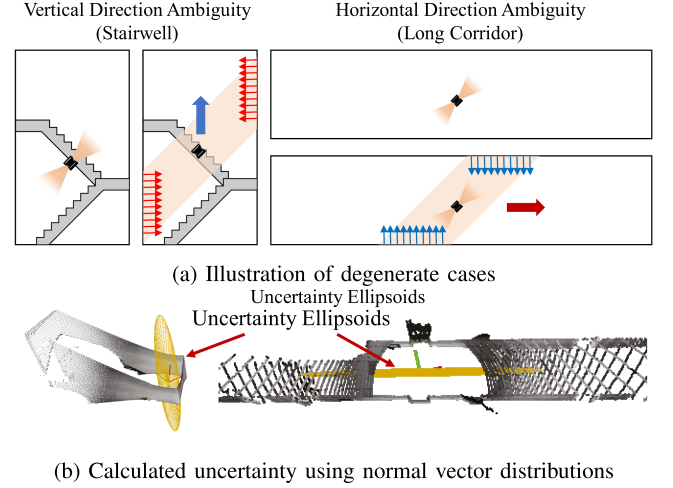 Vertical Direction Ambiguity
(Stairwell)
Horizontal Direction Ambiguity
(Long Corridor)
(a) Illustration of degenerate cases
Uncertainty Ellipsoids
Uncertainty Ellipsoids
(b) Calculated uncertainty using normal vector distributions